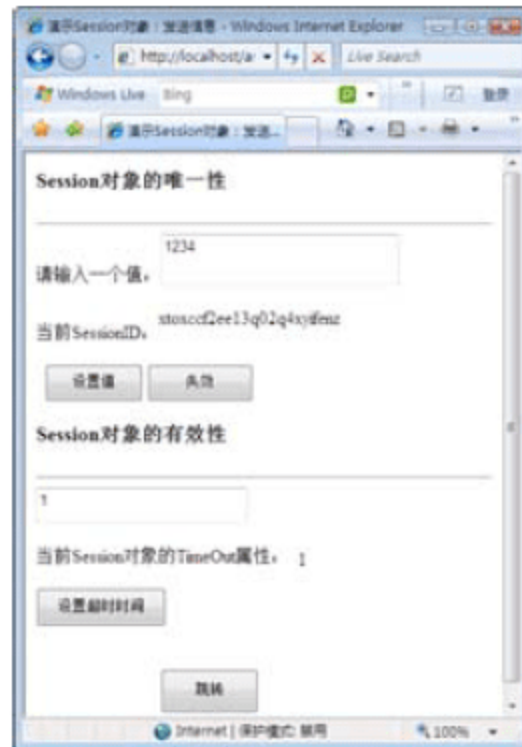 演示Session对象：发送信息 - Windows Internet Explorer
http://localhost/a
Live Search
Windows Live
Bing
登录
演示Session对象：发送...
Session对象的唯一性
1234
请输入一个值。
当前SessionID。
设置值
失效
Session对象的有效性
1
当前Session对象的TimeOut属性。 1
设置超时时间
跳转
Internet | 保护模式: 禁用
100%